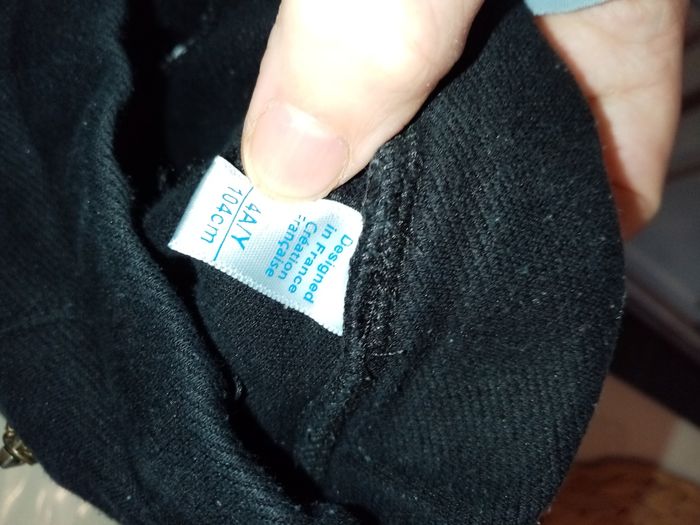 Designed
in France
Création
Française
4A/Y
104cm